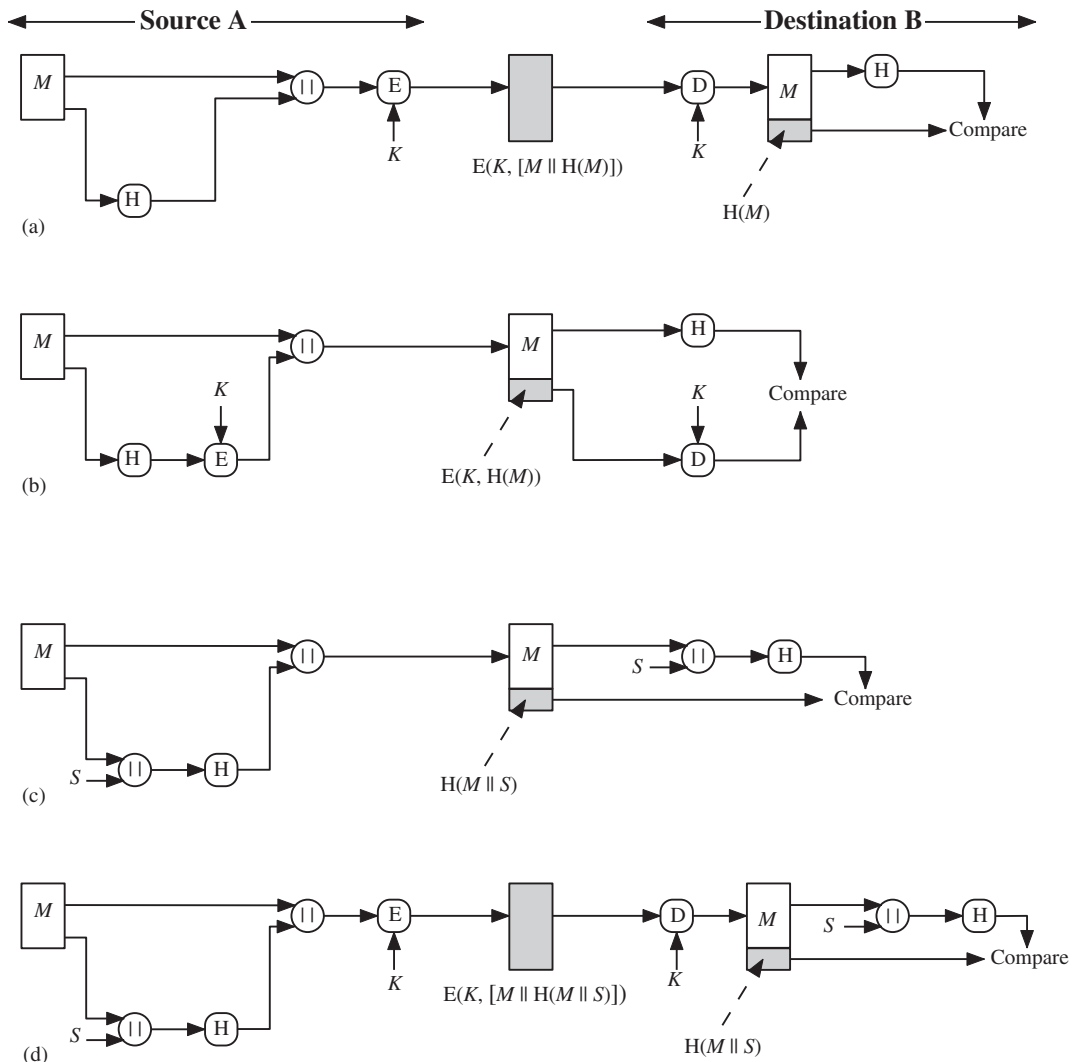 Source A
Destination B
M
||
E
D
M
H
K
K
Compare
E(K, [M || H(M)])
H
H(M)
(a)
M
||
M
H
K
K
Compare
H
E
D
E(K, H(M))
(b)
M
||
M
||
H
S
Compare
S
||
H
H(M || S)
(c)
M
||
E
D
M
||
H
S
K
K
Compare
E(K, [M || H(M || S)])
S
||
H
H(M || S)
(d)